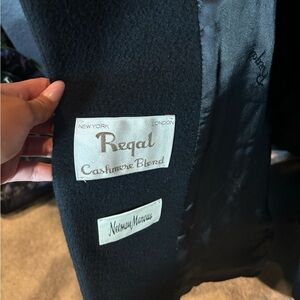 NEW YORK LONDON
Regal
Cashmere Blend
Neiman Marcus